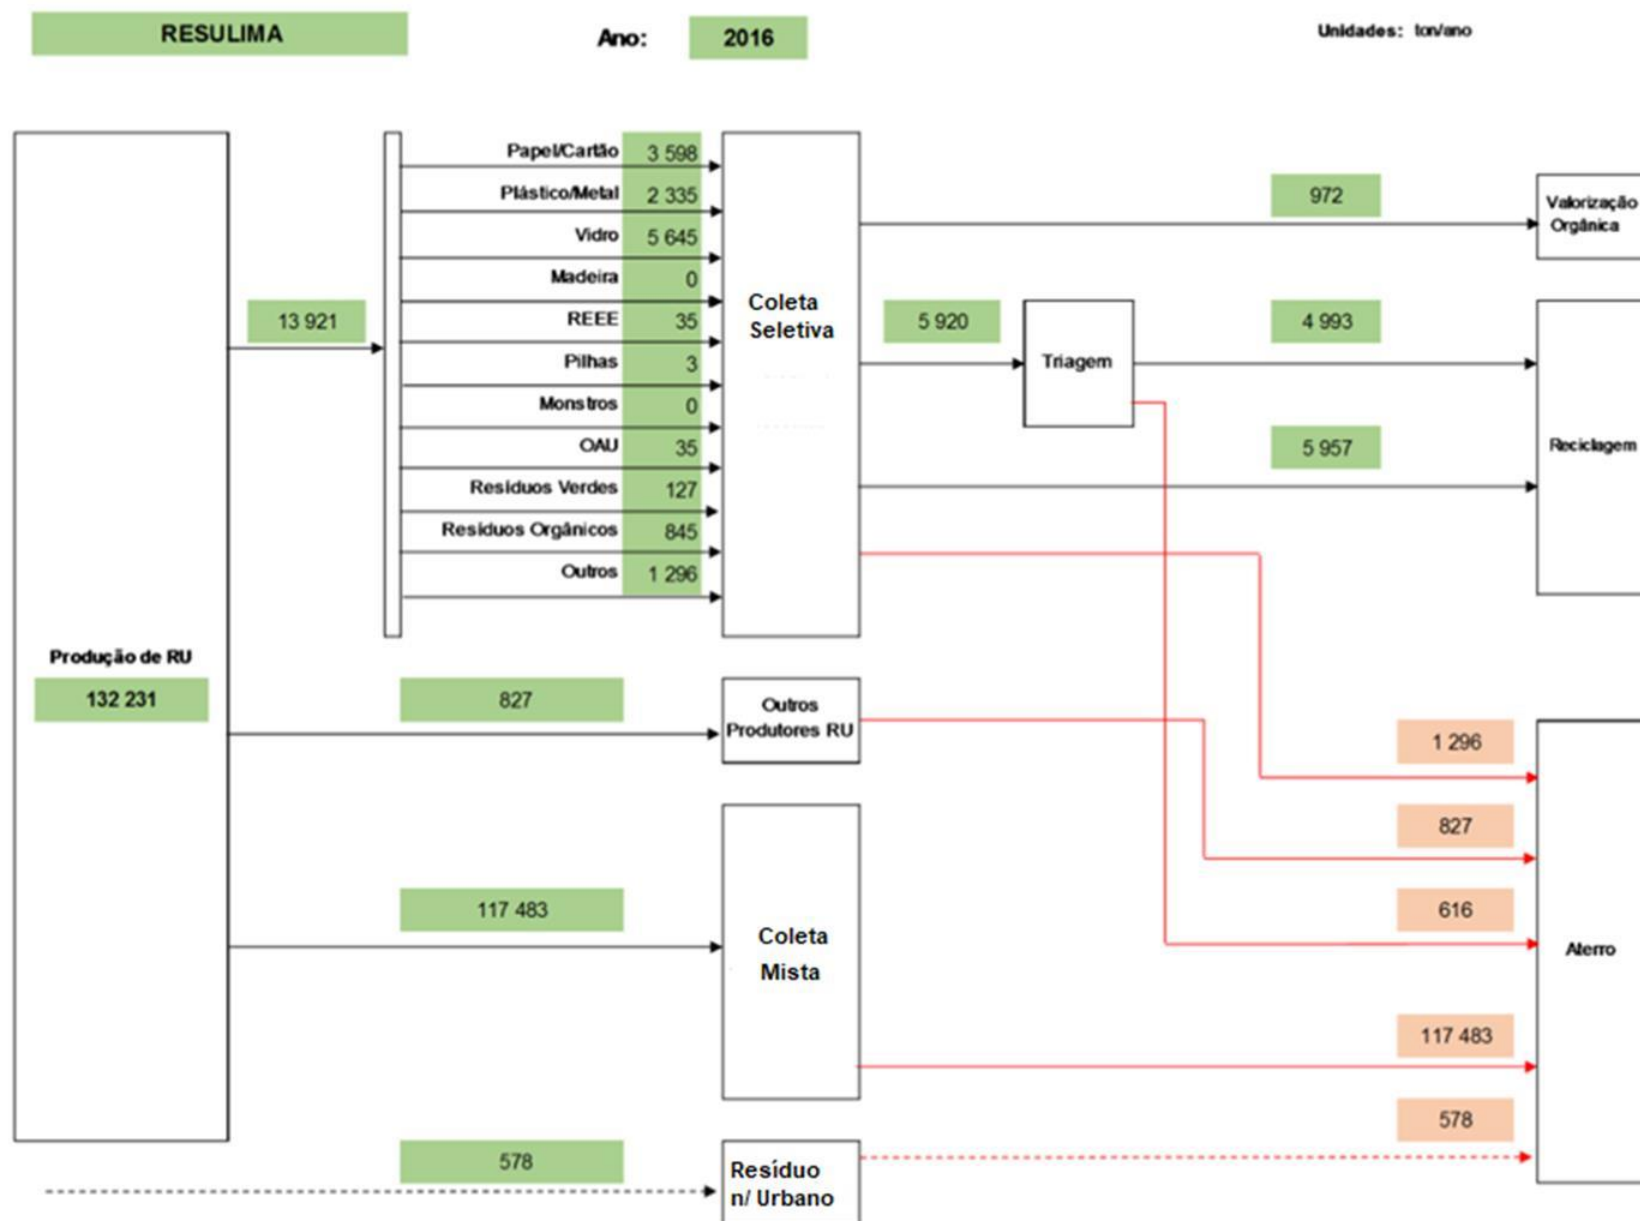 RESULIMA
Ano: 2016
Unidades: ton/ano
Papel/Cartão 3 598
Plástico/Metal 2 335
Vidro 5 645
Madeira 0
REEE 35
Pilhas 3
Monstros 0
OAU 35
Resíduos Verdes 127
Resíduos Orgânicos 845
Outros 1 296
13 921
Coleta
Seletiva
972
Valorização
Orgânica
5 920
Triagem
4 993
5 957
Reciclagem
Produção de RU
132 231
827
Outros
Produtores RU
117 483
Coleta
Mista
578
Resíduo
n/ Urbano
1 296
827
616
117 483
578
Aterro